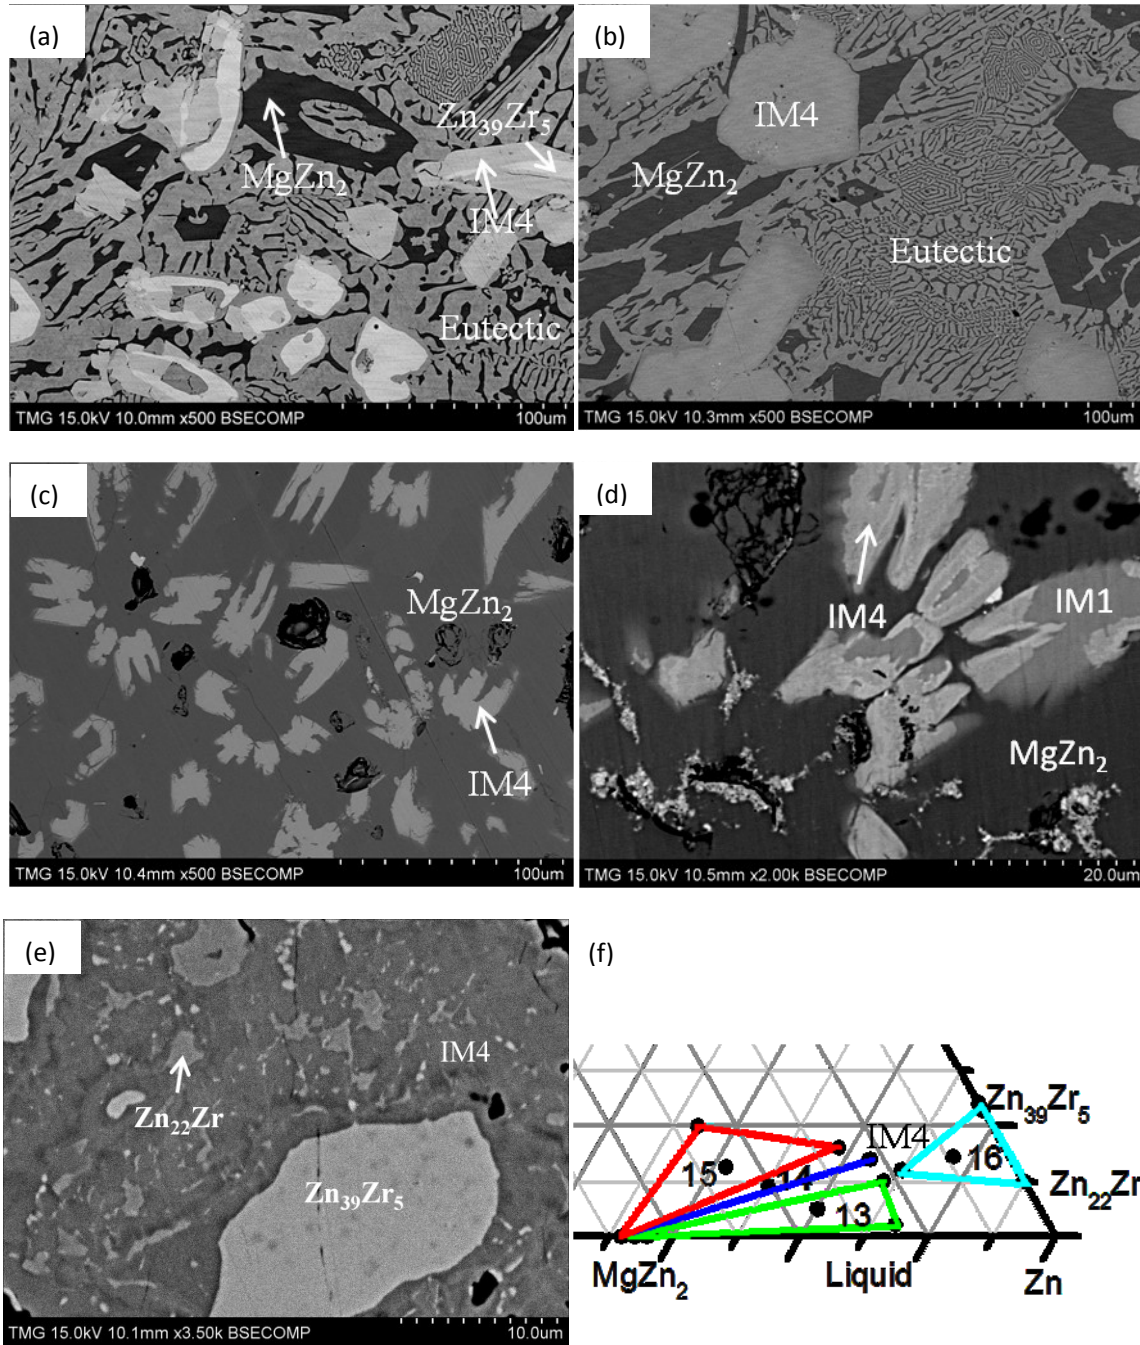 (a)
Zn39Zr5
MgZn2
IM4
Eutectic
TMG 15.0kV 10.0mm x500 BSECOMP 100um
(b)
IM4
MgZn2
Eutectic
TMG 15.0kV 10.3mm x500 BSECOMP 100um
(c)
MgZn2
IM4
TMG 15.0kV 10.4mm x500 BSECOMP 100um
(d)
IM4
IM1
MgZn2
TMG 15.0kV 10.5mm x2.00k BSECOMP 20.0um
(e)
IM4
Zn22Zr
Zn39Zr5
TMG 15.0kV 10.1mm x3.50k BSECOMP 10.0um
(f)
Zn39Zr5
IM4
15
14
16
13
Zn22Zr
MgZn2
Liquid
Zn